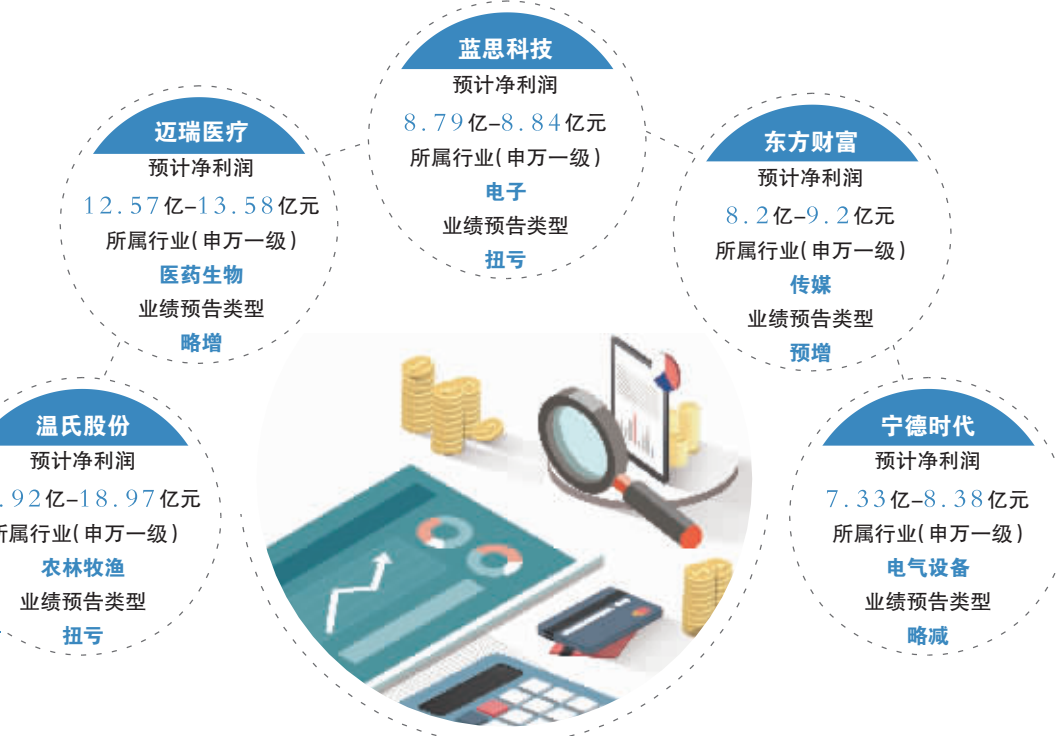 蓝思科技
预计净利润
8.79亿–8.84亿元
所属行业(申万一级)
电子
业绩预告类型
扭亏
迈瑞医疗
预计净利润
12.57亿–13.58亿元
所属行业(申万一级)
医药生物
业绩预告类型
略增
东方财富
预计净利润
8.2亿–9.2亿元
所属行业(申万一级)
传媒
业绩预告类型
预增
温氏股份
预计净利润
.92亿–18.97亿元
所属行业(申万一级)
农林牧渔
业绩预告类型
扭亏
宁德时代
预计净利润
7.33亿–8.38亿元
所属行业(申万一级)
电气设备
业绩预告类型
略减